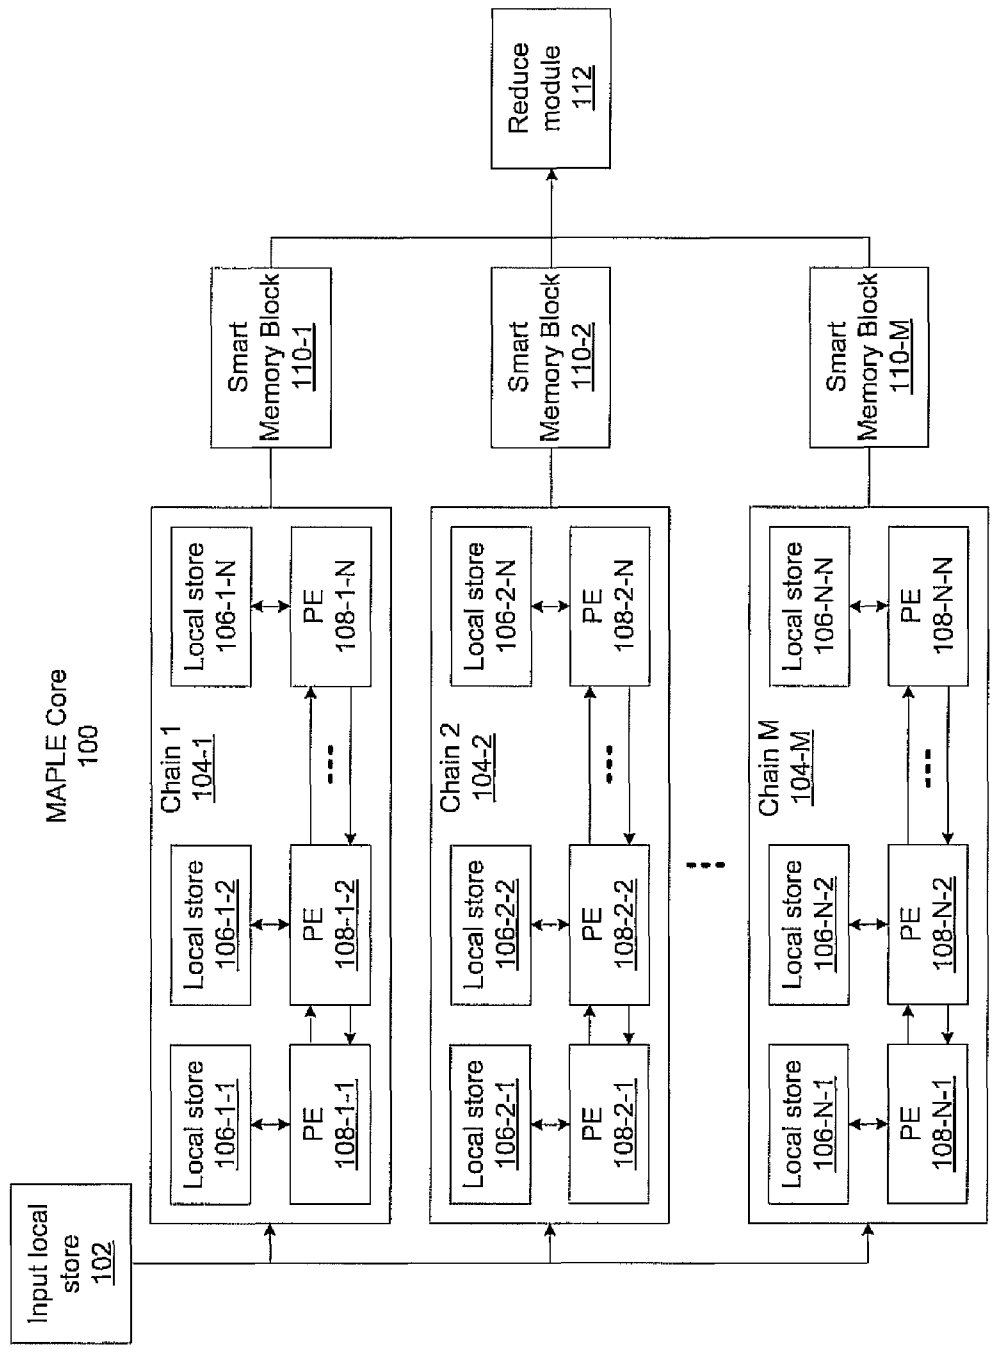 MAPLE Core
100
Input local
store
102
Chain 1
104-1
Local store
106-1-1
Local store
106-1-2
Local store
106-1-N
PE
108-1-1
PE
108-1-2
PE
108-1-N
Smart
Memory Block
110-1
Chain 2
104-2
Local store
106-2-1
Local store
106-2-2
Local store
106-2-N
PE
108-2-1
PE
108-2-2
PE
108-2-N
Smart
Memory Block
110-2
Reduce
module
112
Chain M
104-M
Local store
106-N-1
Local store
106-N-2
Local store
106-N-N
PE
108-N-1
PE
108-N-2
PE
108-N-N
Smart
Memory Block
110-M